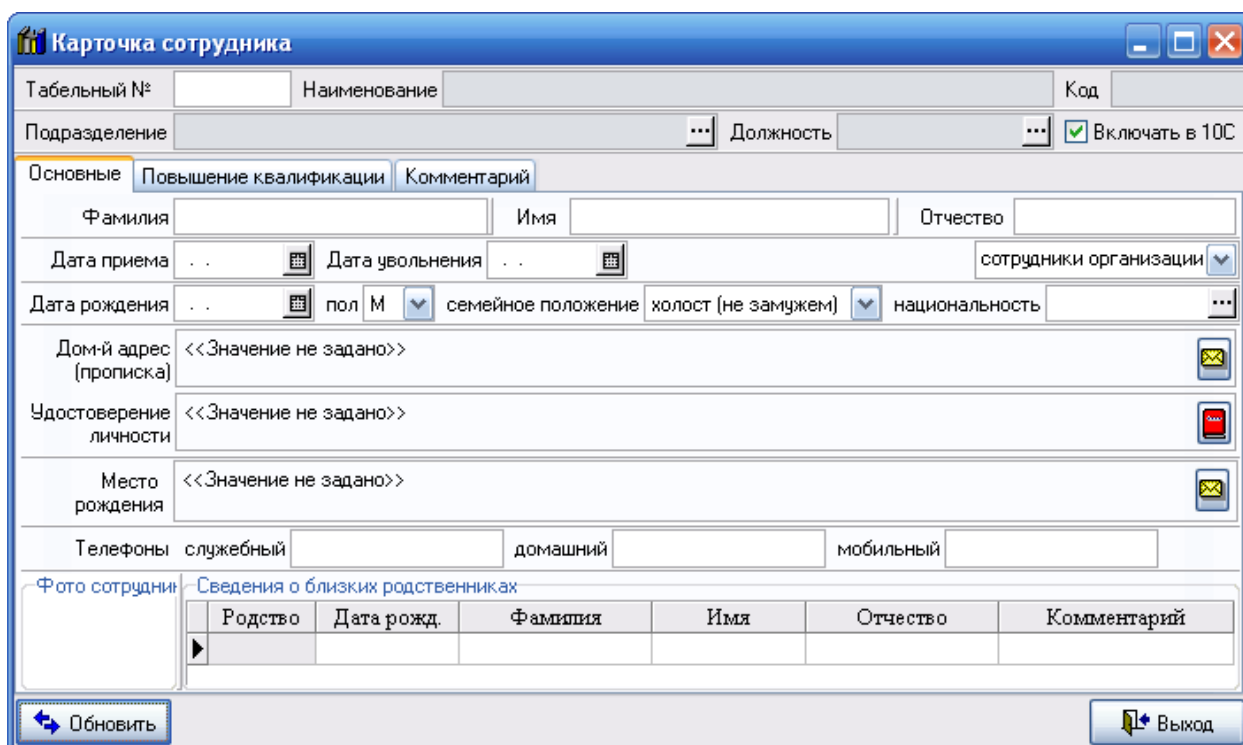 Карточка сотрудника
Табельный № Наименование Код
Подразделение ... Должность ... Включать в 10С
Основные Повышение квалификации Комментарий
Фамилия Имя Отчество
Дата приема . . Дата увольнения . . сотрудники организации
Дата рождения . . пол М семейное положение холост (не замужем) национальность ...
Дом-й адрес <<Значение не задано>>
(прописка)
Удостоверение <<Значение не задано>>
личности
Место <<Значение не задано>>
рождения
Телефоны служебный домашний мобильный
Фото сотрудни Сведения о близких родственниках
Родство Дата рожд. Фамилия Имя Отчество Комментарий
Обновить Выход